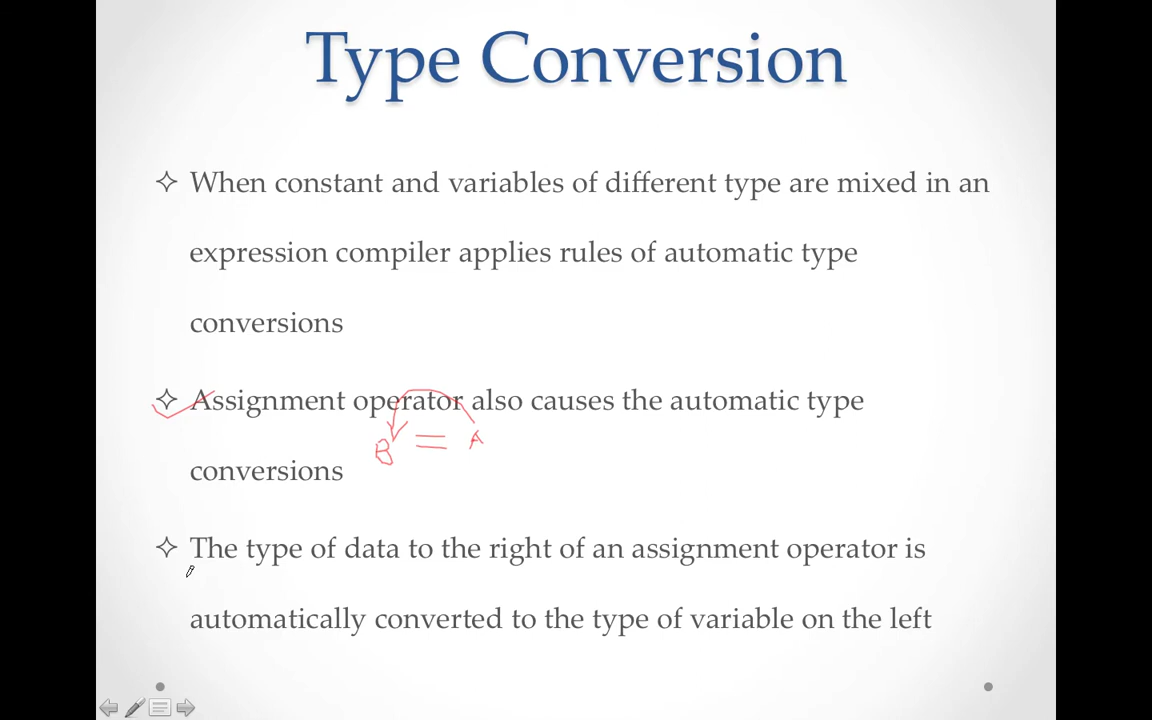 Type Conversion
When constant and variables of different type are mixed in an
expression compiler applies rules of automatic type
conversions
Assignment operator also causes the automatic type
B = A
conversions
The type of data to the right of an assignment operator is
automatically converted to the type of variable on the left